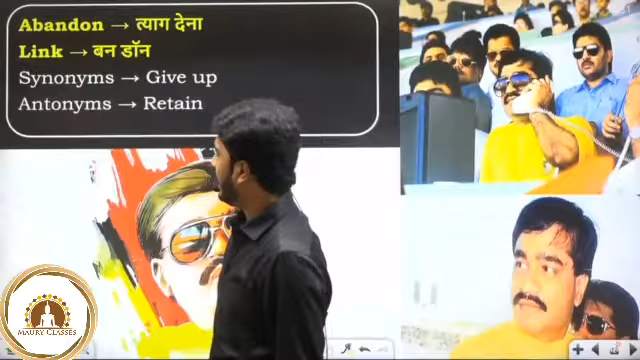 Abandon → त्याग देना
Link → बन डॉन
Synonyms → Give up
Antonyms → Retain
MAURY CLASSES